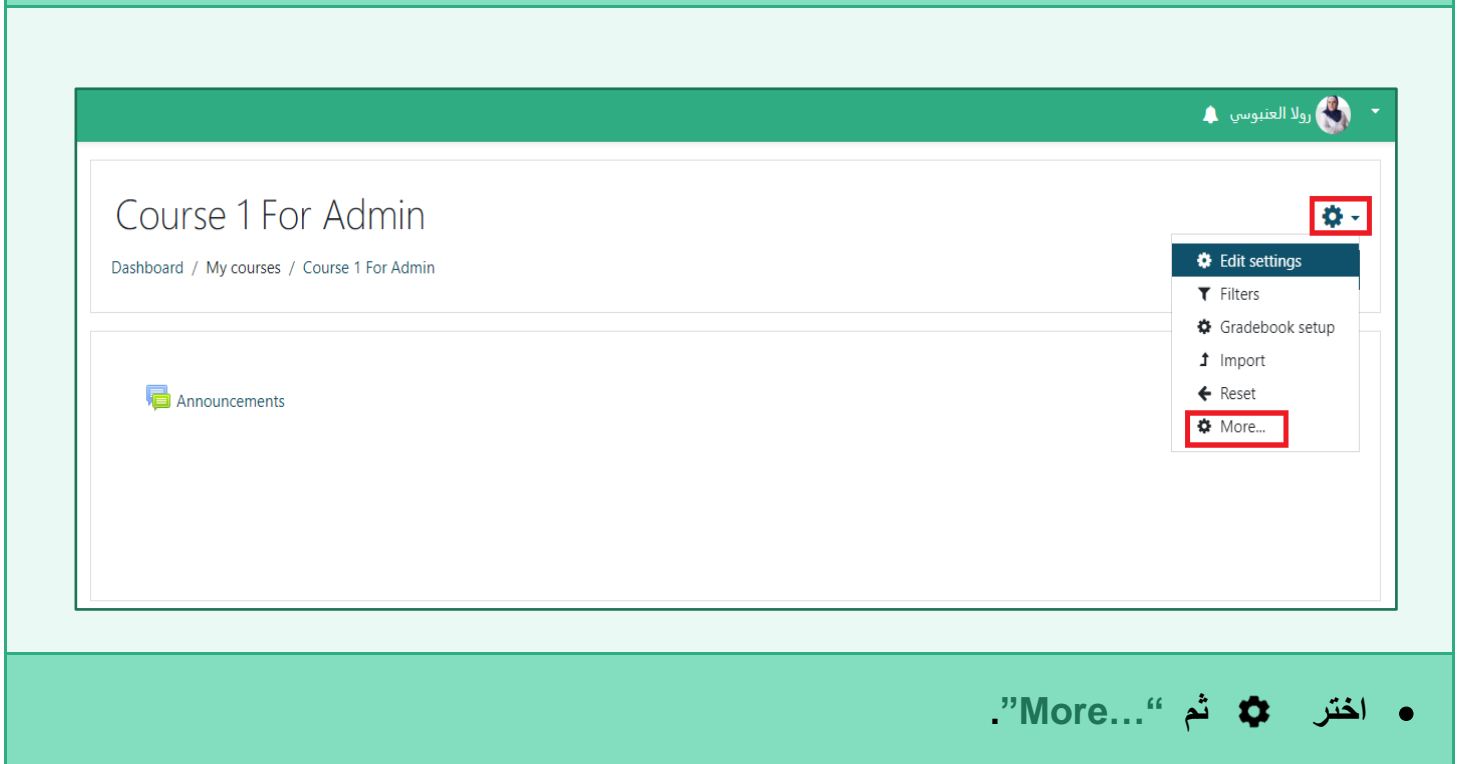 رولا العنبوسي
Course 1 For Admin
Dashboard / My courses / Course 1 For Admin
Edit settings
Filters
Gradebook setup
Import
Reset
More...
Announcements
• اختر ⚙ ثم “More…”.